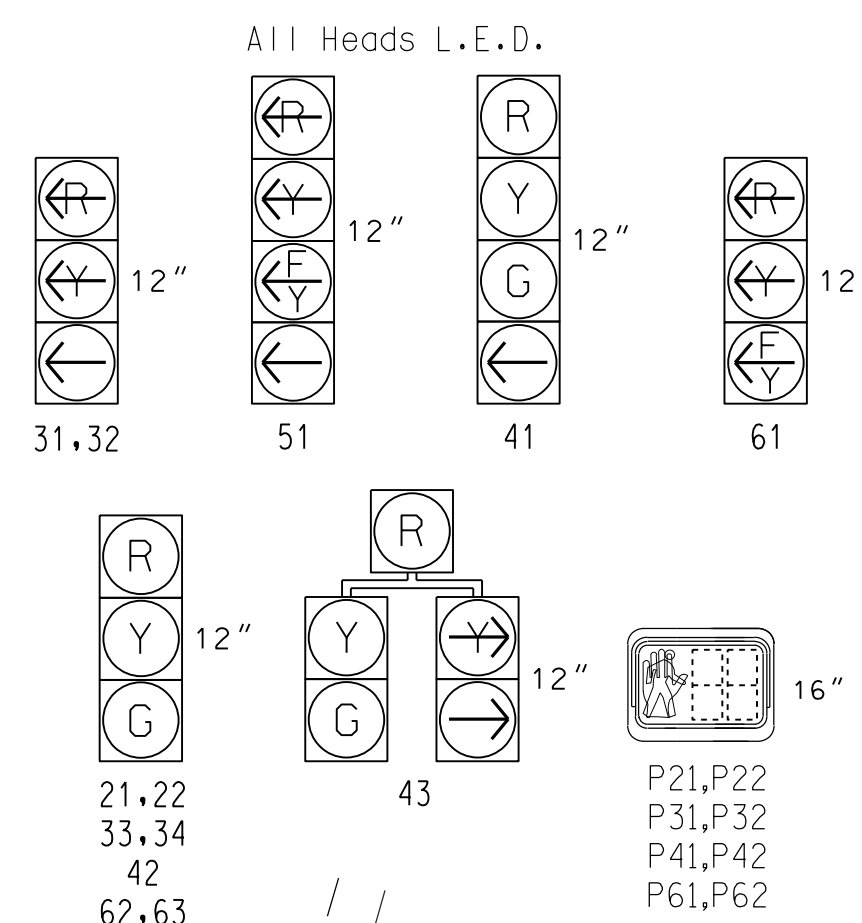 All Heads L.E.D.
R
Y
12"
31,32
R
Y
F
Y
12"
51
R
Y
G
12"
41
R
Y
F
Y
12
61
R
Y
G
12"
21,22
33,34
42
62,63
R
Y
G
Y
12"
43
16"
P21,P22
P31,P32
P41,P42
P61,P62